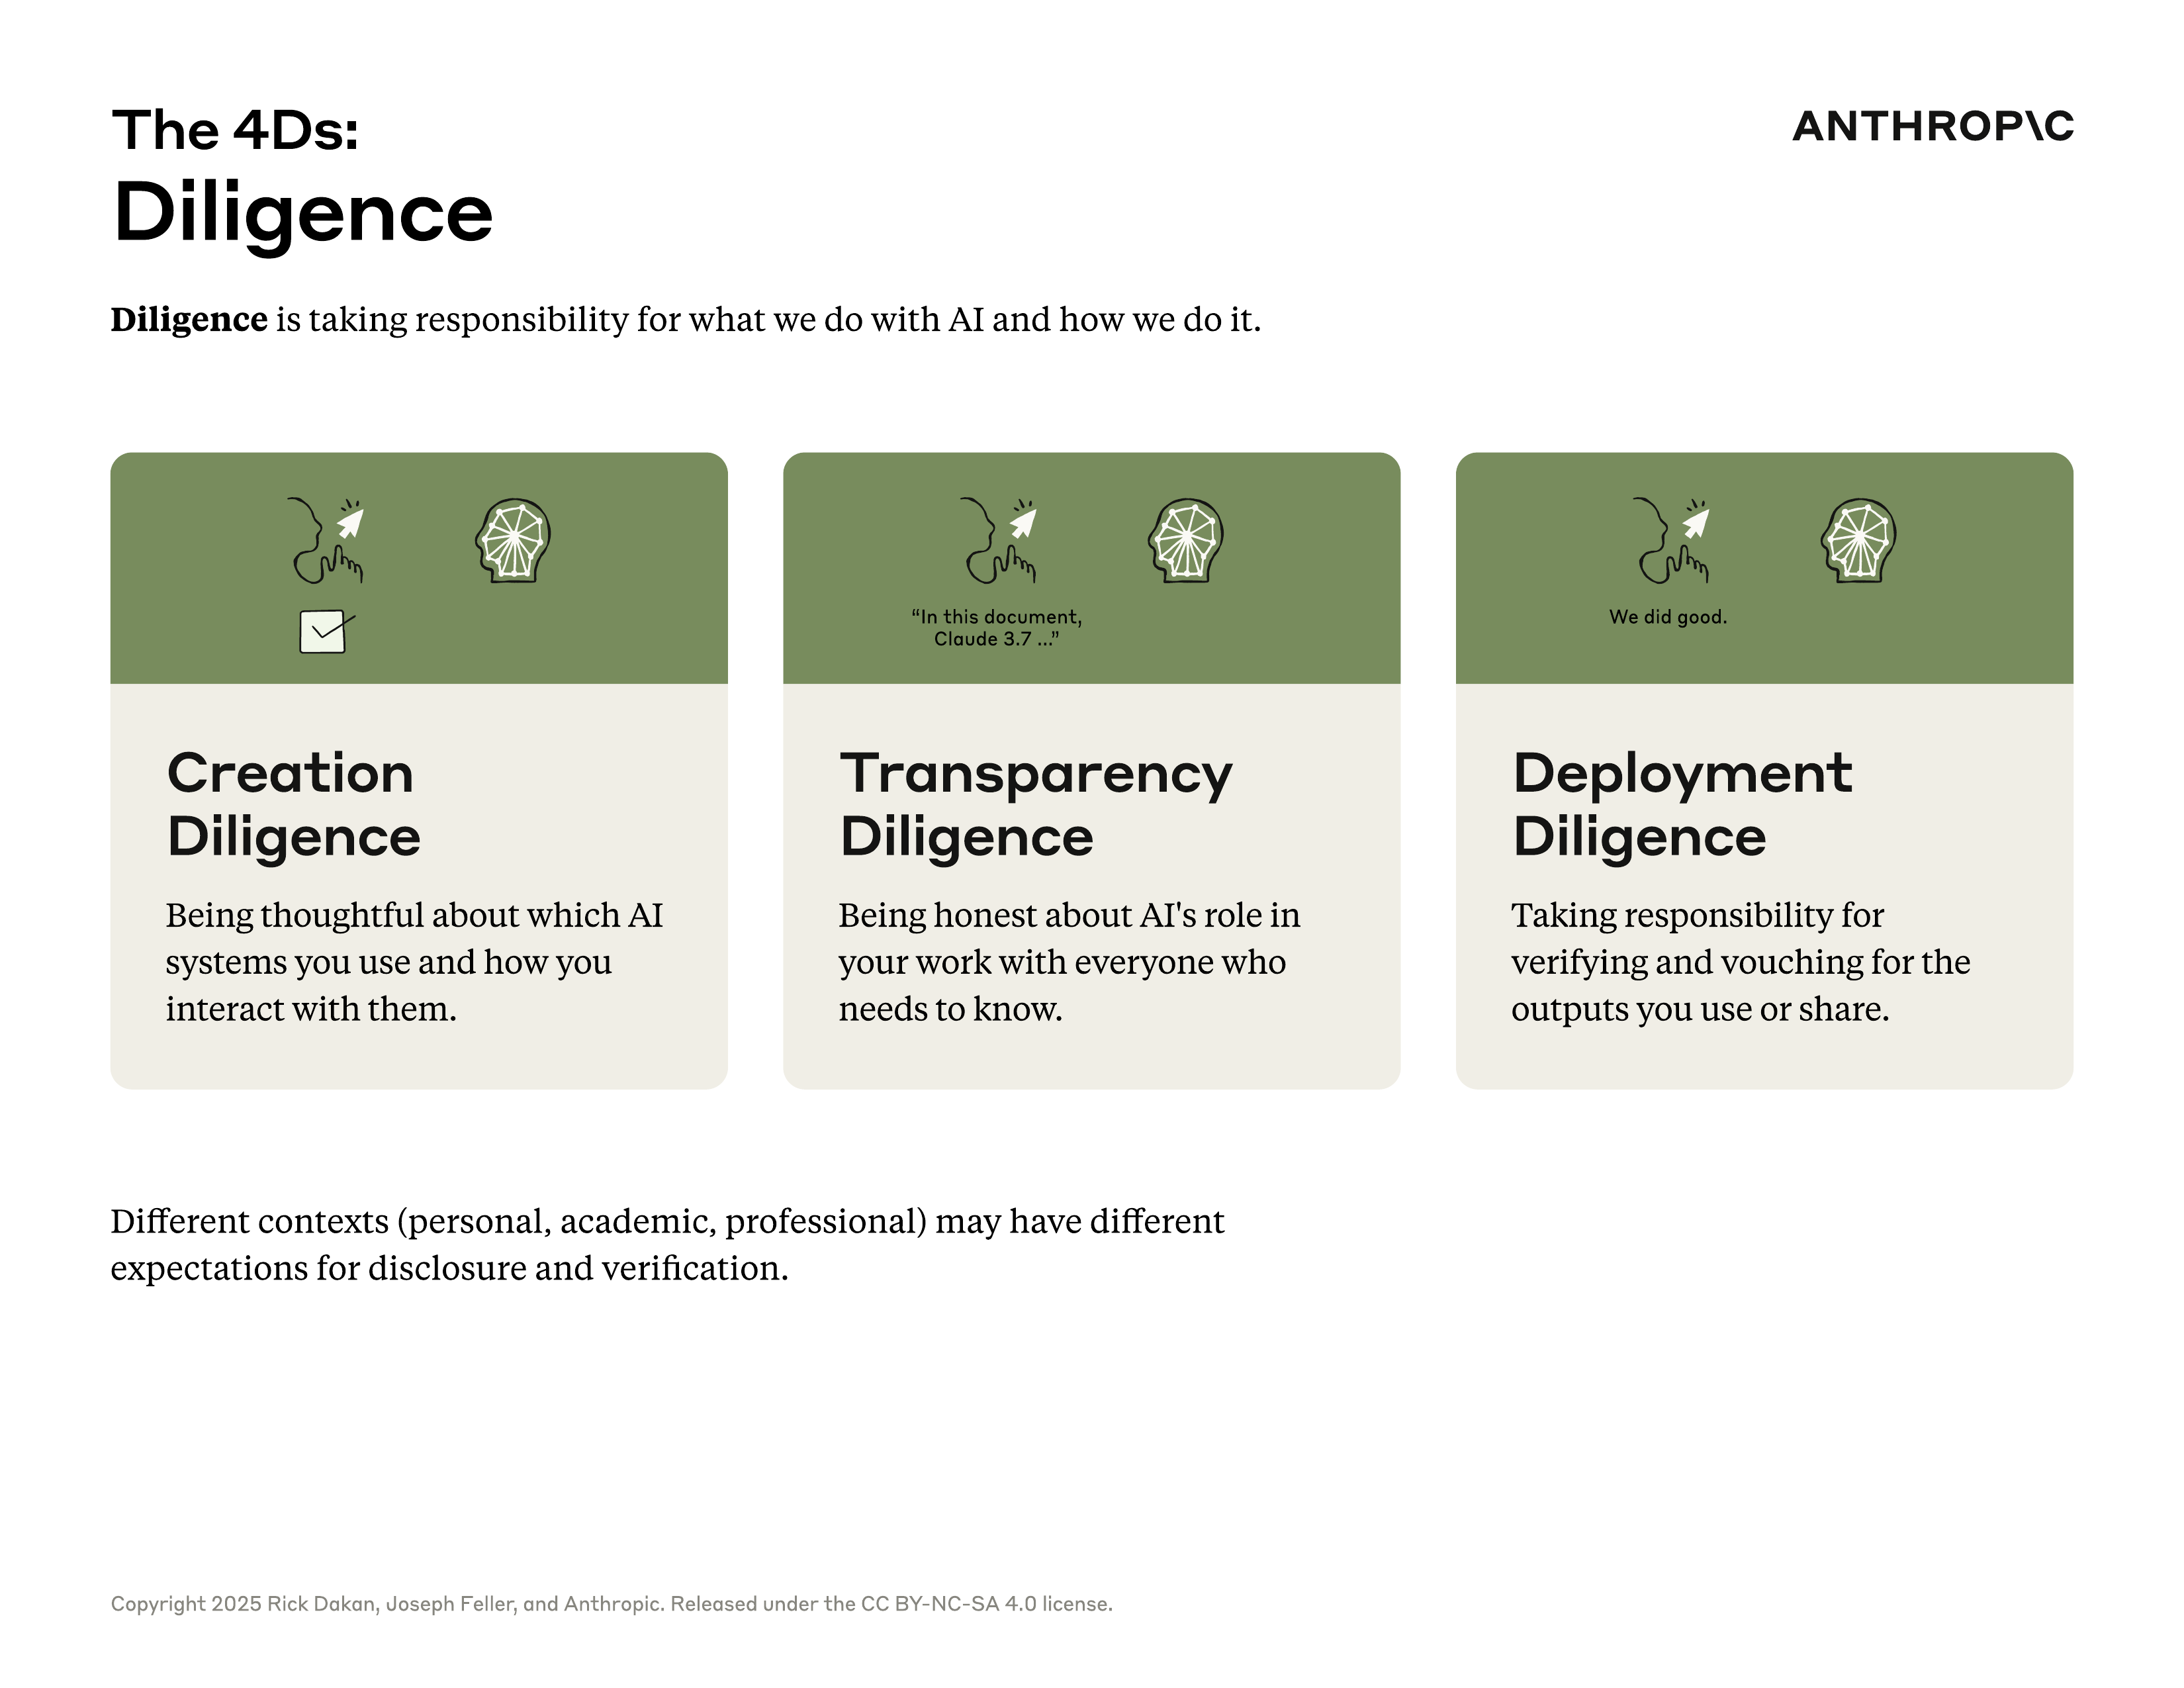 The 4Ds:
Diligence
ANTHROP\C
Diligence is taking responsibility for what we do with AI and how we do it.
“In this document,
Claude 3.7 ...”
We did good.
Creation
Diligence
Being thoughtful about which AI
systems you use and how you
interact with them.
Transparency
Diligence
Being honest about AI's role in
your work with everyone who
needs to know.
Deployment
Diligence
Taking responsibility for
verifying and vouching for the
outputs you use or share.
Different contexts (personal, academic, professional) may have different
expectations for disclosure and verification.
Copyright 2025 Rick Dakan, Joseph Feller, and Anthropic. Released under the CC BY-NC-SA 4.0 license.